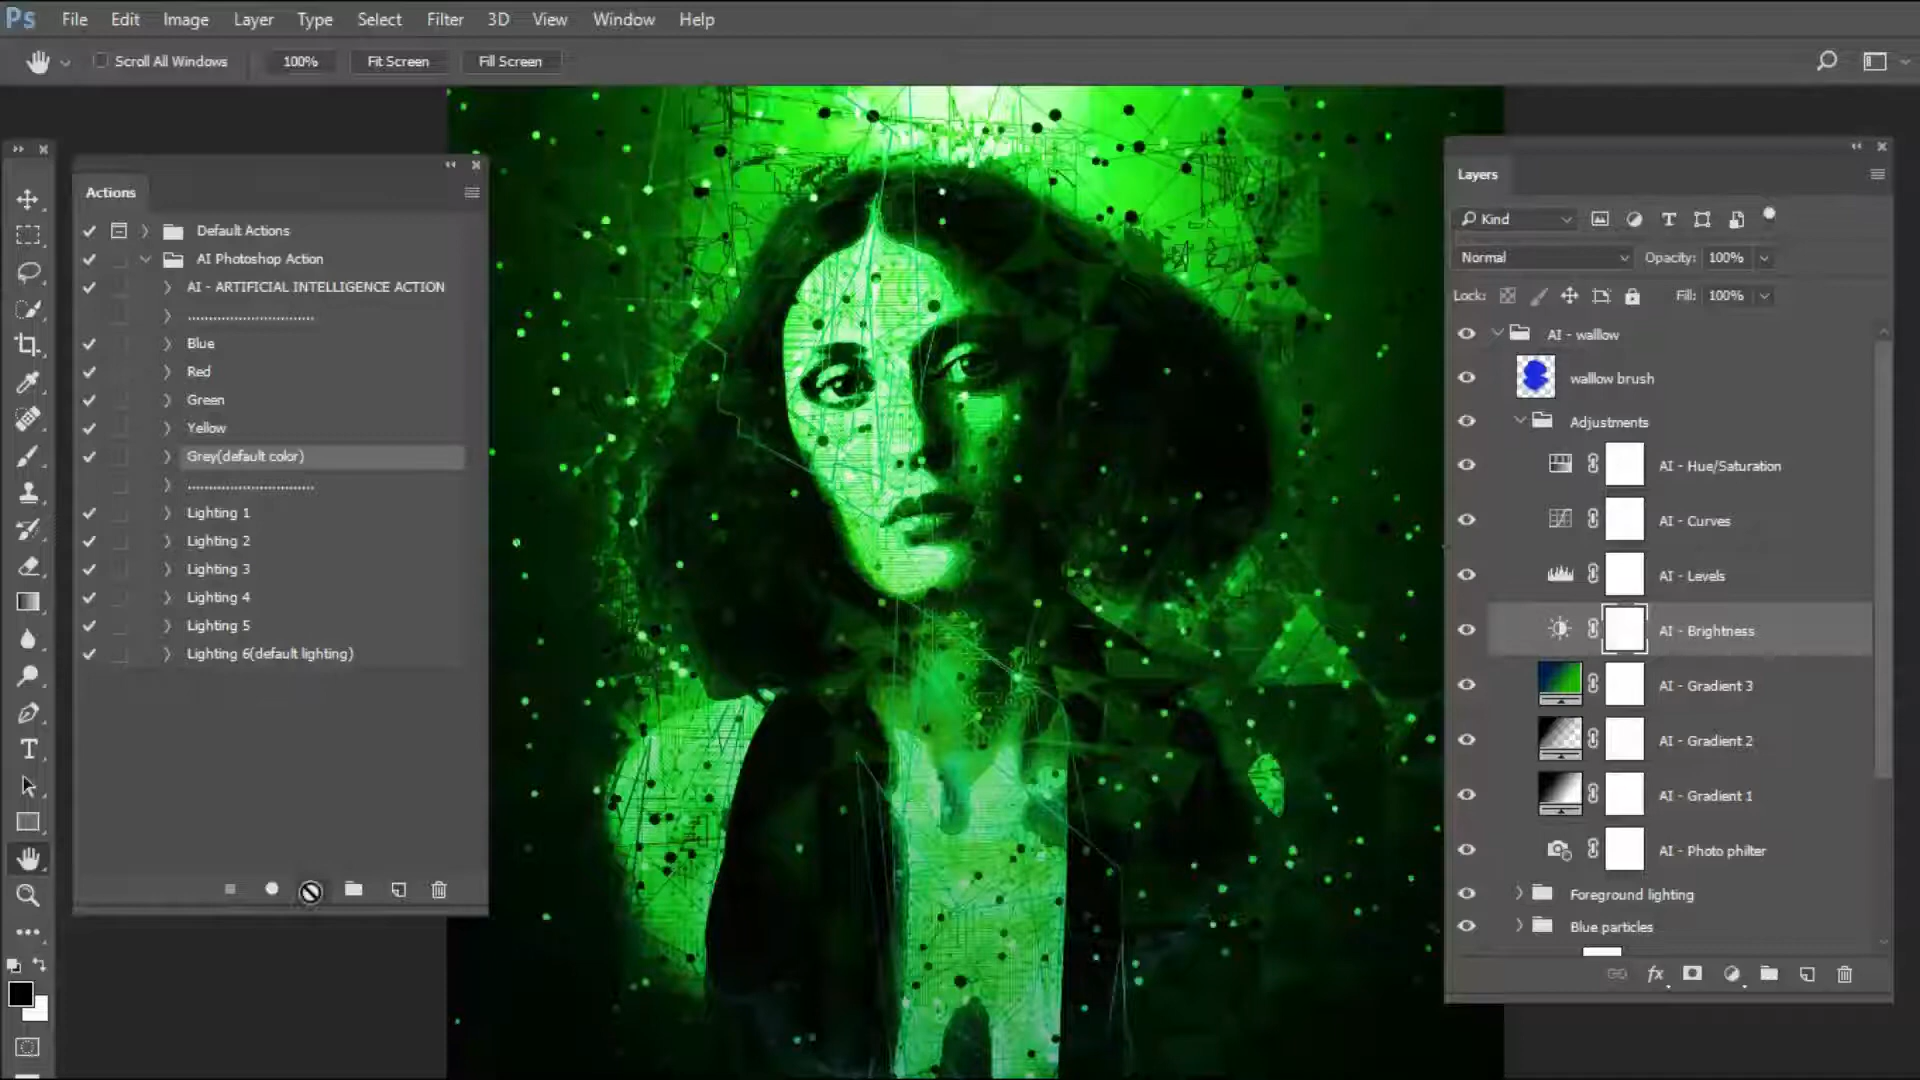 Ps File Edit Image Layer Type Select Filter 3D View Window Help
Scroll All Windows 100% Fit Screen Fill Screen
Actions
Default Actions
AI Photoshop Action
AI - ARTIFICIAL INTELLIGENCE ACTION
..............................
Blue
Red
Green
Yellow
Grey(default color)
..............................
Lighting 1
Lighting 2
Lighting 3
Lighting 4
Lighting 5
Lighting 6(default lighting)
Layers
Kind
Normal Opacity: 100%
Lock: Fill: 100%
AI - walllow
walllow brush
Adjustments
AI - Hue/Saturation
AI - Curves
AI - Levels
AI - Brightness
AI - Gradient 3
AI - Gradient 2
AI - Gradient 1
AI - Photo philter
Foreground lighting
Blue particles
fx